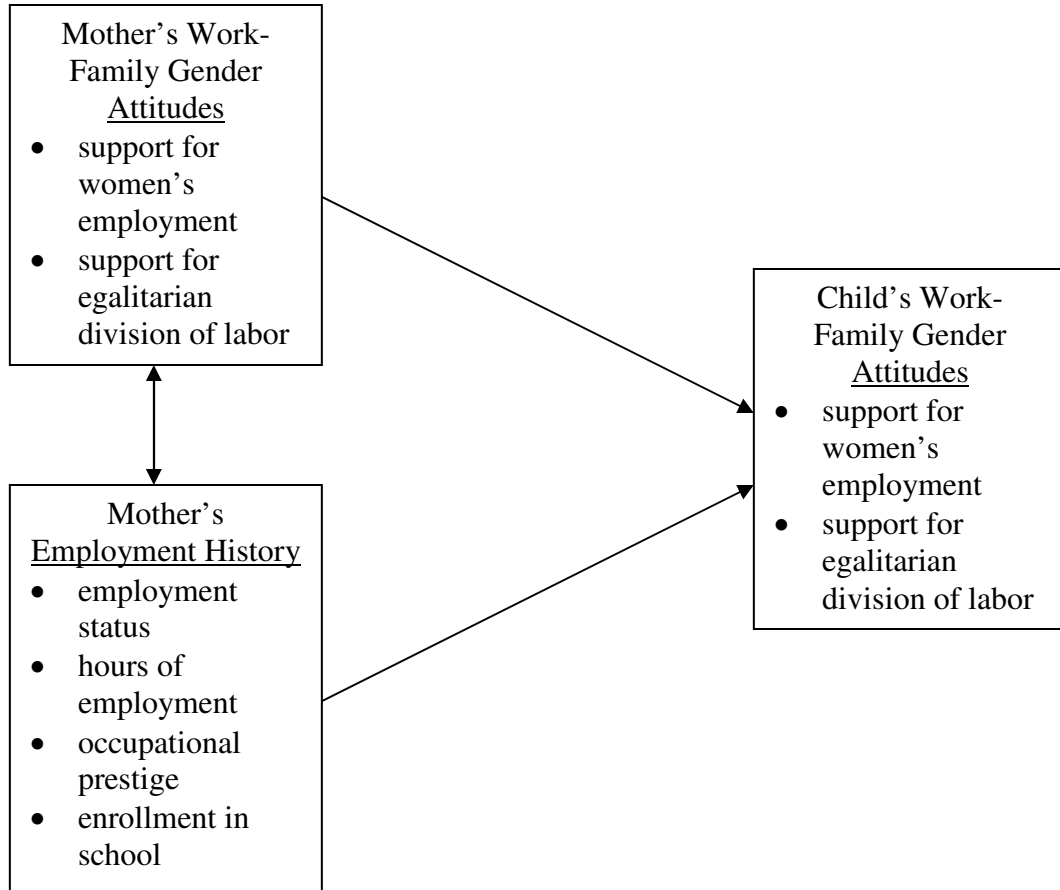 Mother’s Work-
Family Gender
Attitudes
• support for
women’s
employment
• support for
egalitarian
division of labor
Child’s Work-
Family Gender
Attitudes
• support for
women’s
employment
• support for
egalitarian
division of labor
Mother’s
Employment History
• employment
status
• hours of
employment
• occupational
prestige
• enrollment in
school